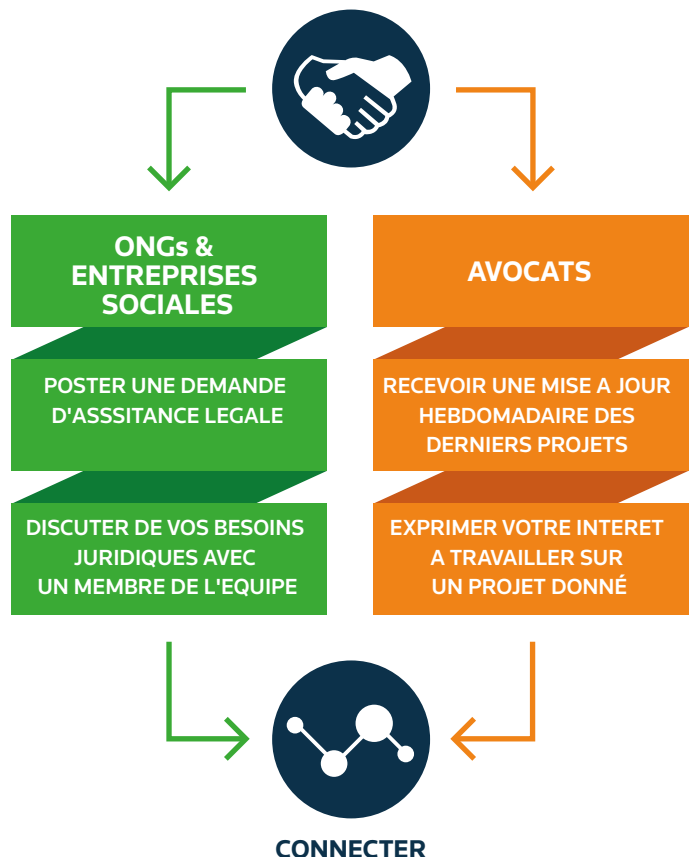 ONGs &
ENTREPRISES
SOCIALES
POSTER UNE DEMANDE
D'ASSSITANCE LEGALE
DISCUTER DE VOS BESOINS
JURIDIQUES AVEC
UN MEMBRE DE L'EQUIPE
AVOCATS
RECEVOIR UNE MISE A JOUR
HEBDOMADAIRE DES
DERNIERS PROJETS
EXPRIMER VOTRE INTERET
A TRAVAILLER SUR
UN PROJET DONNÉ
CONNECTER